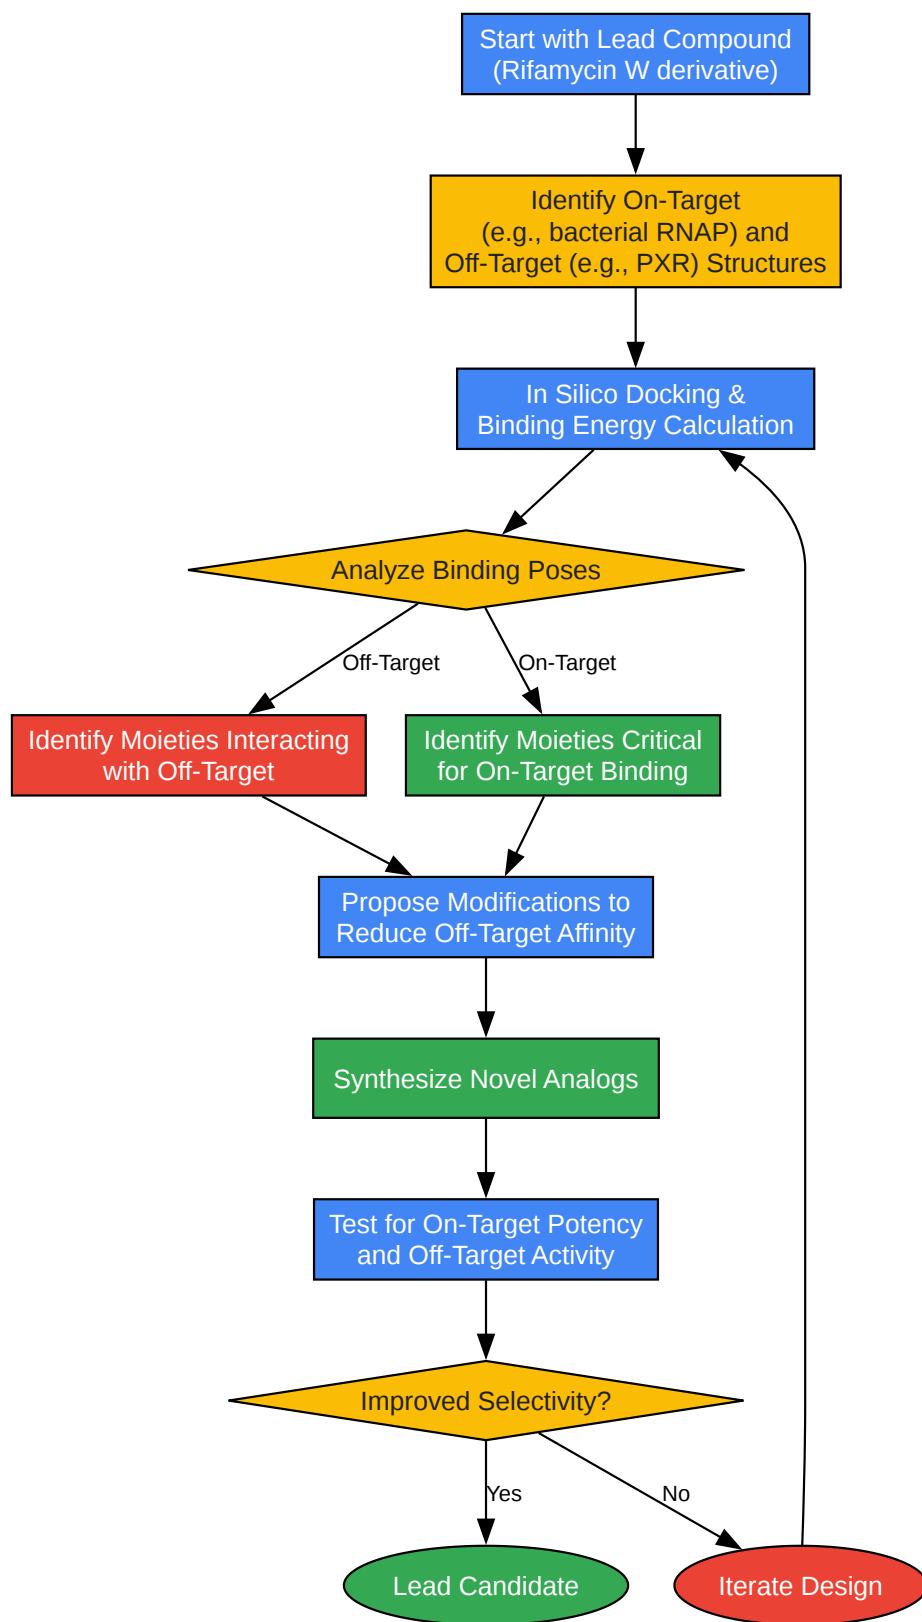 Start with Lead Compound
(Rifamycin W derivative)
Identify On-Target
(e.g., bacterial RNAP) and
Off-Target (e.g., PXR) Structures
In Silico Docking &
Binding Energy Calculation
Analyze Binding Poses
Off-Target
On-Target
Identify Moieties Interacting
with Off-Target
Identify Moieties Critical
for On-Target Binding
Propose Modifications to
Reduce Off-Target Affinity
Synthesize Novel Analogs
Test for On-Target Potency
and Off-Target Activity
Improved Selectivity?
Yes
No
Lead Candidate
Iterate Design